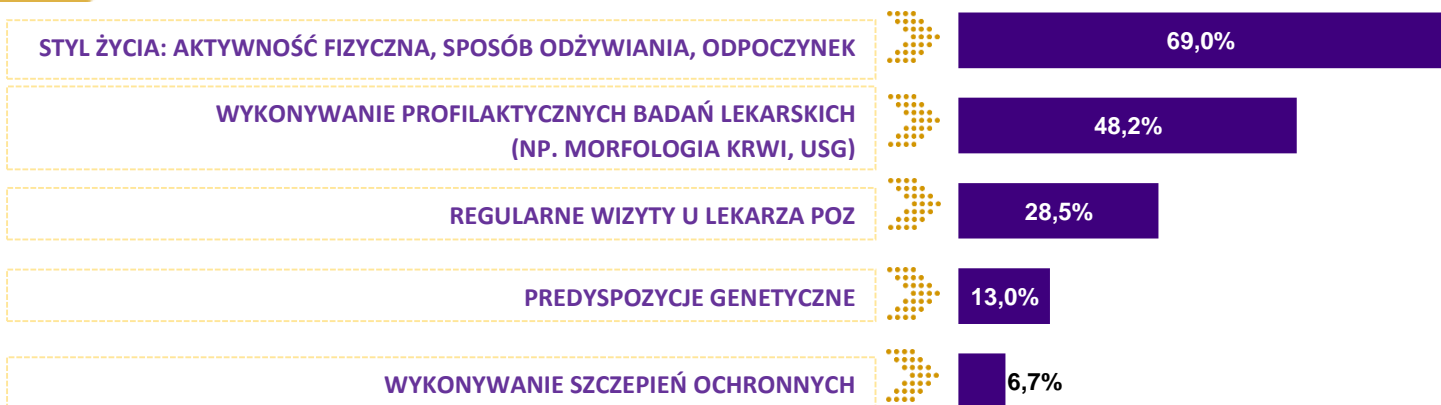 STYL ŻYCIA: AKTYWNOŚĆ FIZYCZNA, SPOSÓB ODŻYWIANIA, ODPOCZYNEK
69,0%
WYKONYWANIE PROFILAKTYCZNYCH BADAŃ LEKARSKICH
(NP. MORFOLOGIA KRWI, USG)
48,2%
REGULARNE WIZYTY U LEKARZA POZ
28,5%
PREDYSPOZYCJE GENETYCZNE
13,0%
WYKONYWANIE SZCZEPIEŃ OCHRONNYCH
6,7%